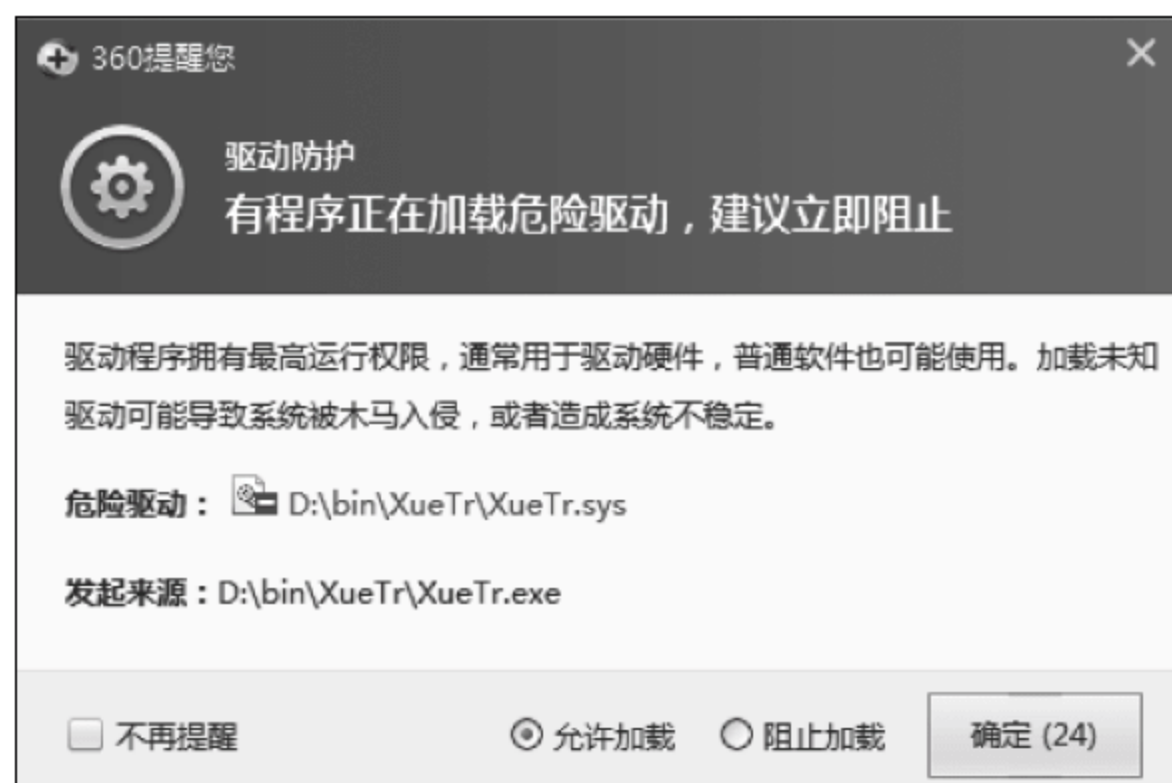 360提醒您
驱动防护
有程序正在加载危险驱动，建议立即阻止
驱动程序拥有最高运行权限，通常用于驱动硬件，普通软件也可能使用。加载未知
驱动可能导致系统被木马入侵，或者造成系统不稳定。
危险驱动： D:\bin\XueTr\XueTr.sys
发起来源：D:\bin\XueTr\XueTr.exe
不再提醒 允许加载 阻止加载 确定 (24)